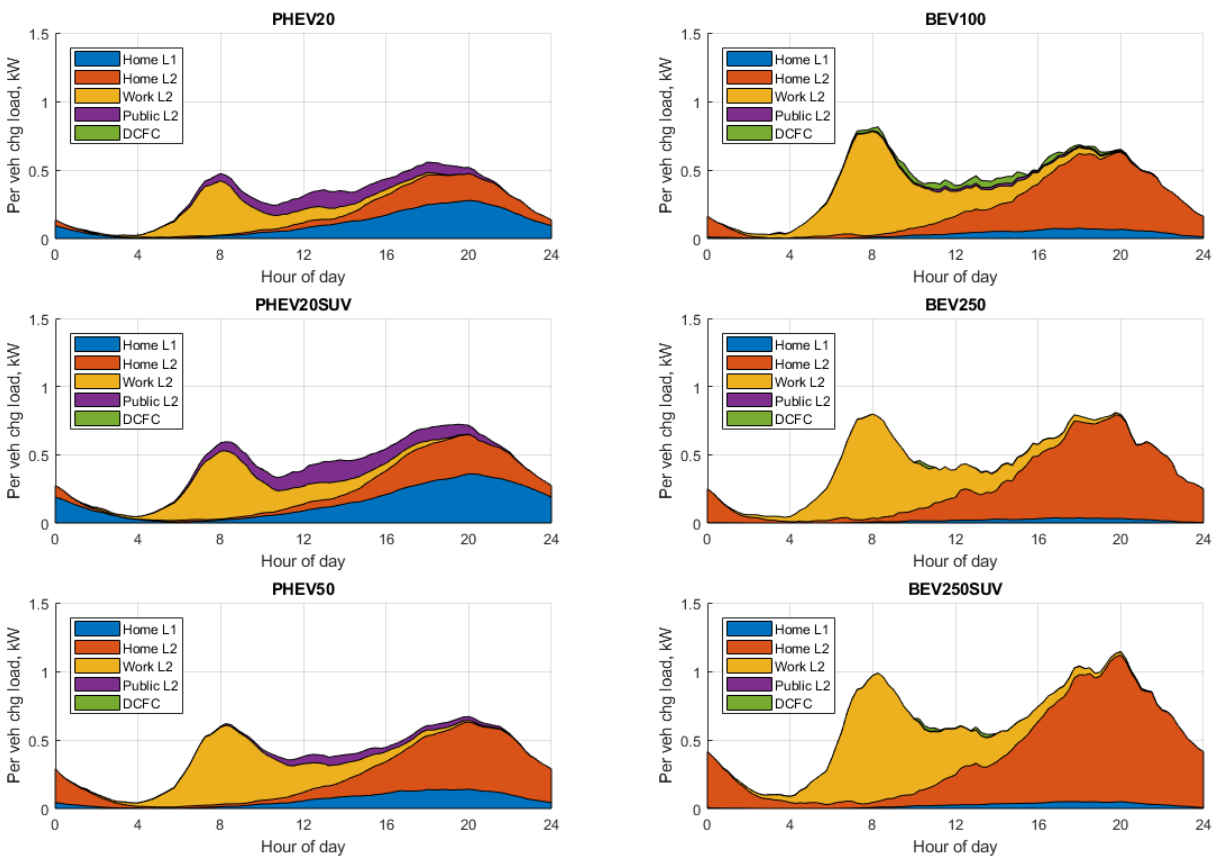 PHEV20
1.5
1
0.5
0
Per veh chg load, kW
Home L1
Home L2
Work L2
Public L2
DCFC
0 4 8 12 16 20 24
Hour of day
BEV100
1.5
1
0.5
0
Per veh chg load, kW
Home L1
Home L2
Work L2
Public L2
DCFC
0 4 8 12 16 20 24
Hour of day
PHEV20SUV
1.5
1
0.5
0
Per veh chg load, kW
Home L1
Home L2
Work L2
Public L2
DCFC
0 4 8 12 16 20 24
Hour of day
BEV250
1.5
1
0.5
0
Per veh chg load, kW
Home L1
Home L2
Work L2
Public L2
DCFC
0 4 8 12 16 20 24
Hour of day
PHEV50
1.5
1
0.5
0
Per veh chg load, kW
Home L1
Home L2
Work L2
Public L2
DCFC
0 4 8 12 16 20 24
Hour of day
BEV250SUV
1.5
1
0.5
0
Per veh chg load, kW
Home L1
Home L2
Work L2
Public L2
DCFC
0 4 8 12 16 20 24
Hour of day